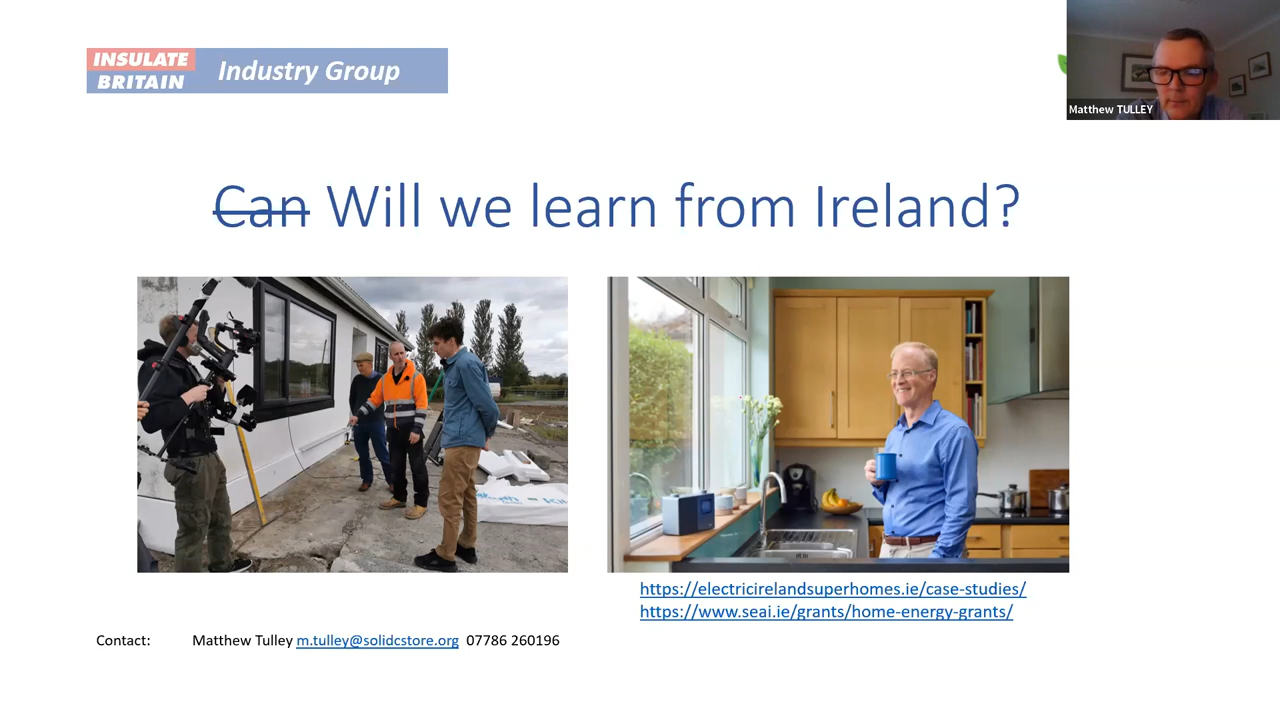 INSULATE
BRITAIN
Industry Group
Matthew TULLEY
Can Will we learn from Ireland?
https://electricirelandsuperhomes.ie/case-studies/
https://www.seai.ie/grants/home-energy-grants/
Contact: Matthew Tulley m.tulley@solidcstore.org 07786 260196